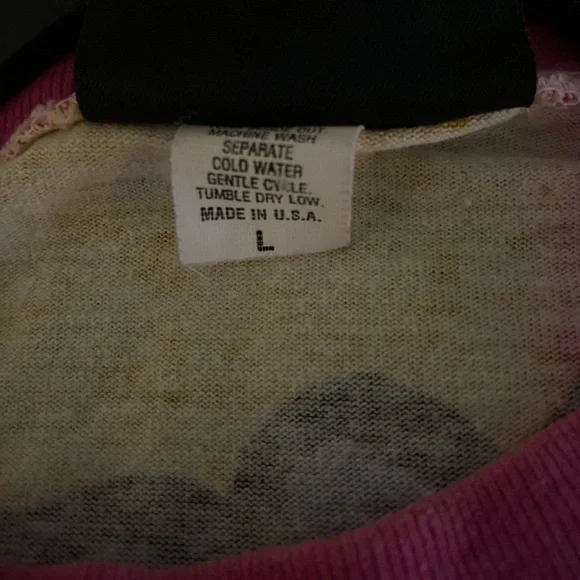 MACHINE WASH
SEPARATE
COLD WATER
GENTLE CYCLE.
TUMBLE DRY LOW.
MADE IN U.S.A.
L